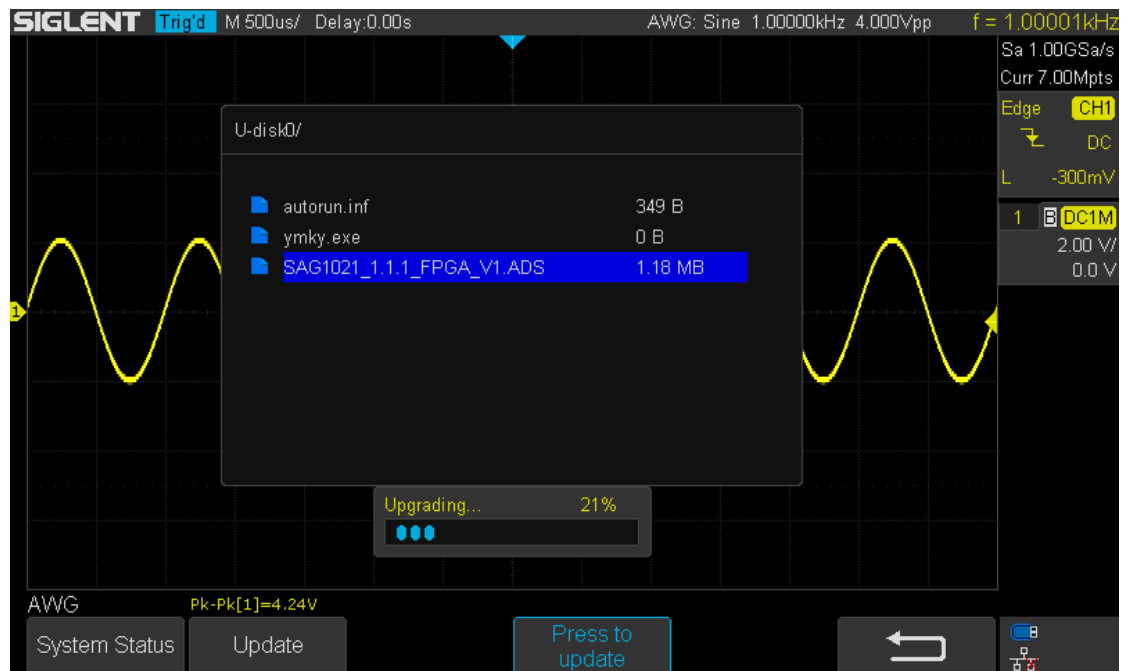 SIGLENT Trig'd M 500us/ Delay:0.00s AWG: Sine 1.00000kHz 4.000Vpp f = 1.00001kHz
Sa 1.00GSa/s
Curr 7.00Mpts
Edge CH1
DC
L -300mV
1 B DC1M
2.00 V/
0.0 V
U-disk0/
autorun.inf 349 B
ymky.exe 0 B
SAG1021_1.1.1_FPGA_V1.ADS 1.18 MB
1
Upgrading... 21%
AWG Pk-Pk[1]=4.24V
System Status Update Press to
update
B